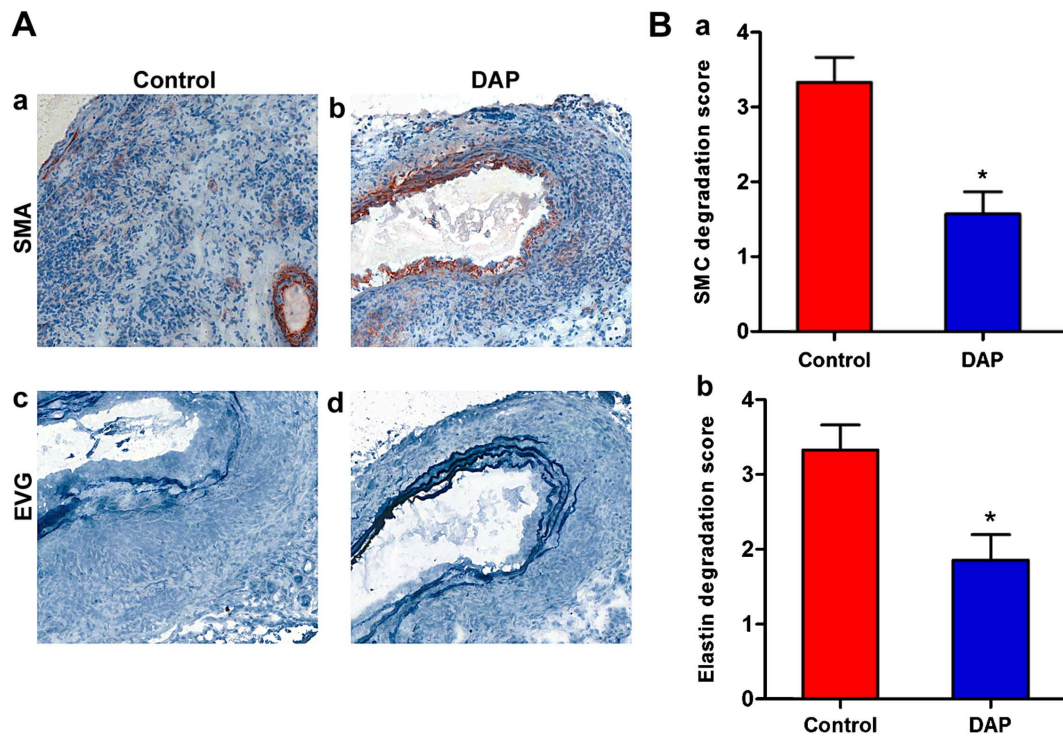 A
Control
DAP
a
b
SMA
c
d
EVG
B
a
SMC degradation score
4
3
2
1
0
*
Control
DAP
b
Elastin degradation score
4
3
2
1
0
*
Control
DAP